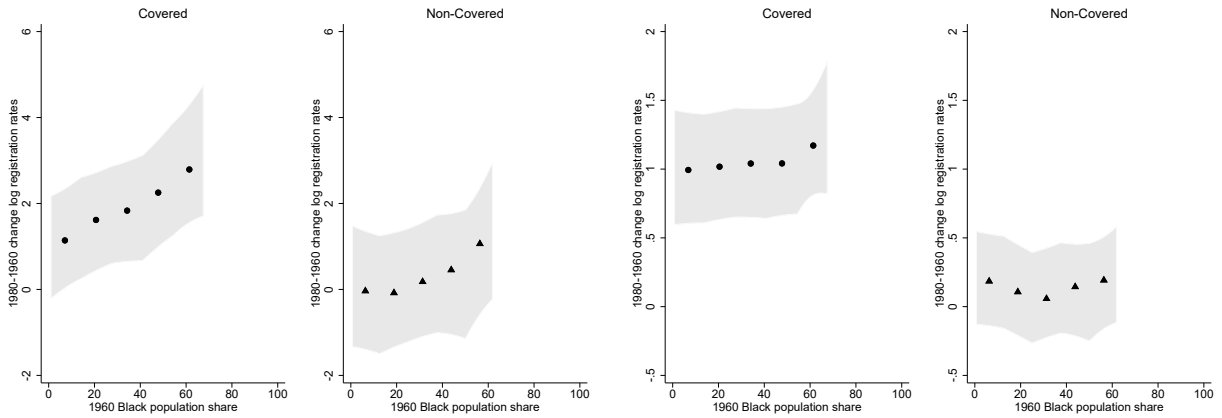 Covered
1980-1960 change log registration rates
6
4
2
0
-2
0 20 40 60 80 100
1960 Black population share
Non-Covered
1980-1960 change log registration rates
6
4
2
0
-2
0 20 40 60 80 100
1960 Black population share
Covered
1980-1960 change log registration rates
2
1.5
1
.5
0
-.5
0 20 40 60 80 100
1960 Black population share
Non-Covered
1980-1960 change log registration rates
2
1.5
1
.5
0
-.5
0 20 40 60 80 100
1960 Black population share